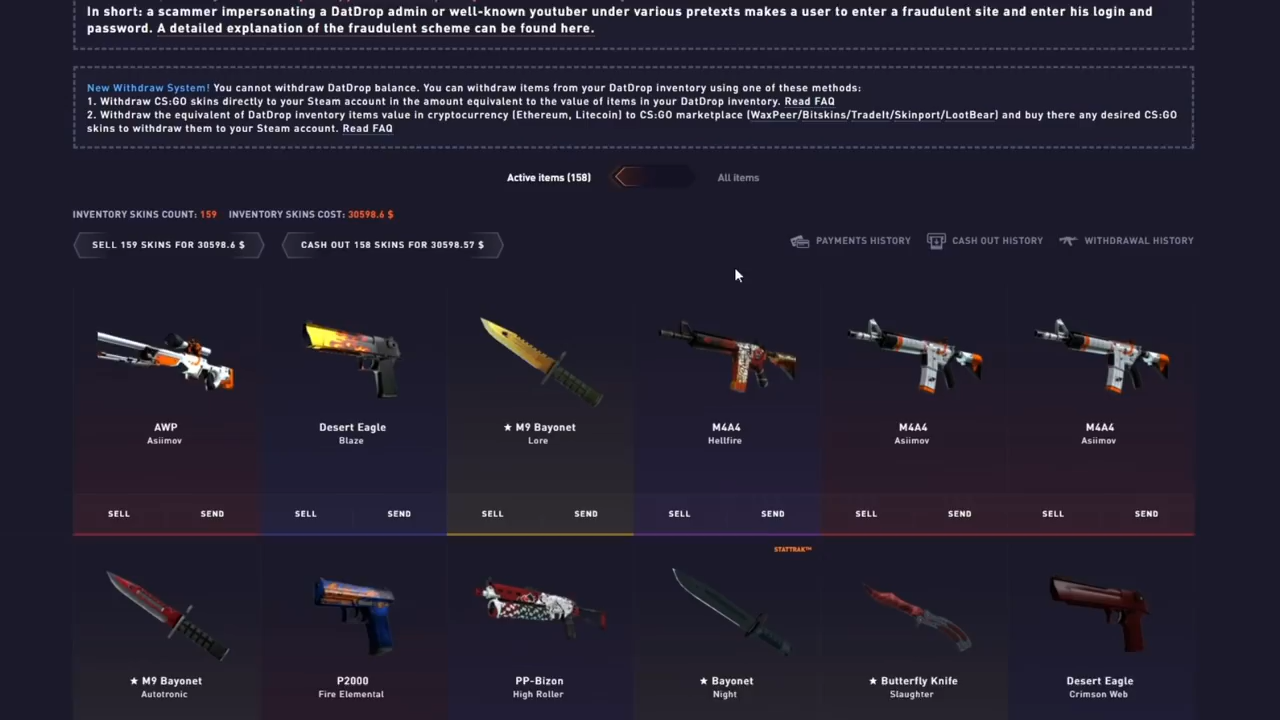 In short: a scammer impersonating a DatDrop admin or well-known youtuber under various pretexts makes a user to enter a fraudulent site and enter his login and
password. A detailed explanation of the fraudulent scheme can be found here.
New Withdraw System! You cannot withdraw DatDrop balance. You can withdraw items from your DatDrop inventory using one of these methods:
1. Withdraw CS:GO skins directly to your Steam account in the amount equivalent to the value of items in your DatDrop inventory. Read FAQ
2. Withdraw the equivalent of DatDrop inventory items value in cryptocurrency (Ethereum, Litecoin) to CS:GO marketplace (WaxPeer/Bitskins/TradeIt/Skinport/LootBear) and buy there any desired CS:GO
skins to withdraw them to your Steam account. Read FAQ
Active items (158) All items
INVENTORY SKINS COUNT: 159 INVENTORY SKINS COST: 30598.6 $
SELL 159 SKINS FOR 30598.6 $ CASH OUT 158 SKINS FOR 30598.57 $ PAYMENTS HISTORY CASH OUT HISTORY WITHDRAWAL HISTORY
AWP Desert Eagle ★ M9 Bayonet M4A4 M4A4 M4A4
Asiimov Blaze Lore Hellfire Asiimov Asiimov
SELL SEND SELL SEND SELL SEND SELL SEND SELL SEND SELL SEND
STATTRAK™
★ M9 Bayonet P2000 PP-Bizon ★ Bayonet ★ Butterfly Knife Desert Eagle
Autotronic Fire Elemental High Roller Night Slaughter Crimson Web